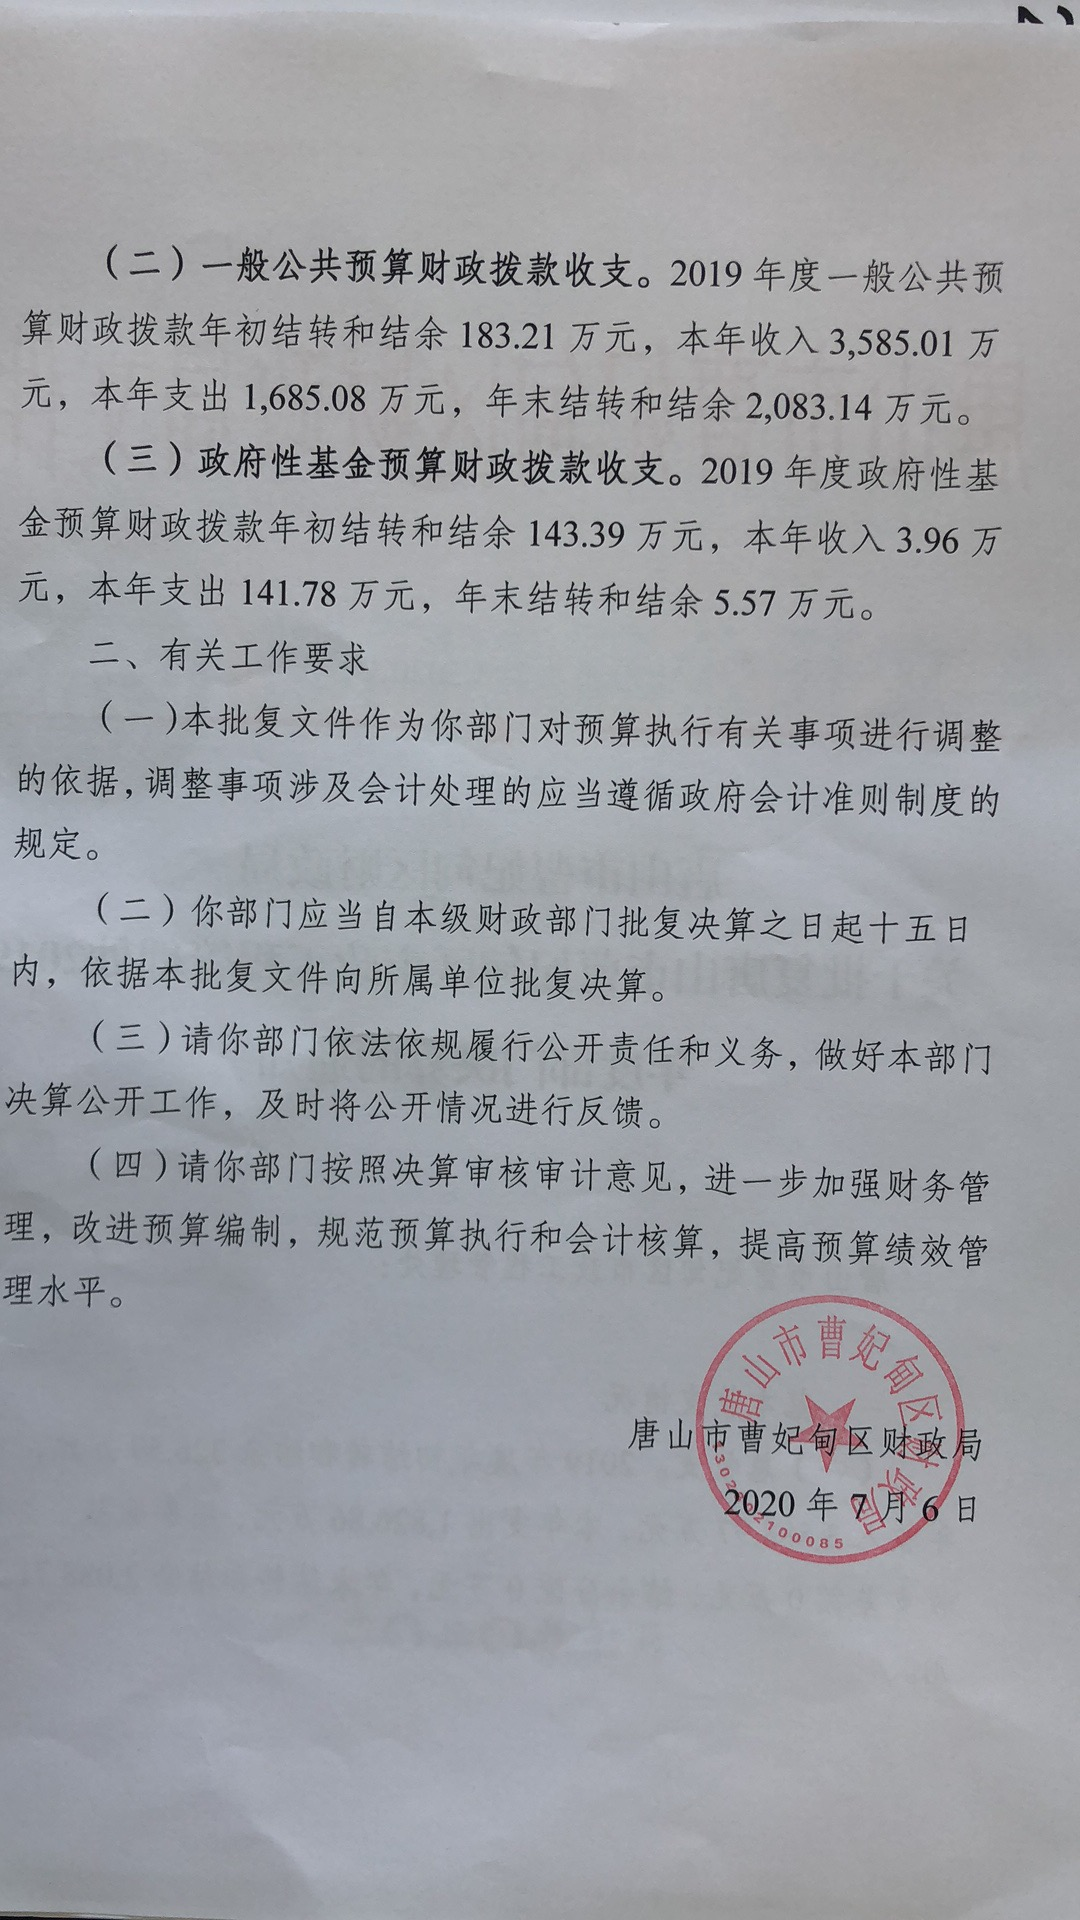 （二）一般公共预算财政拨款收支。2019 年度一般公共预
算财政拨款年初结转和结余 183.21 万元，本年收入 3,585.01 万
元，本年支出 1,685.08 万元，年末结转和结余 2,083.14 万元。
（三）政府性基金预算财政拨款收支。2019 年度政府性基
金预算财政拨款年初结转和结余 143.39 万元，本年收入 3.96 万
元，本年支出 141.78 万元，年末结转和结余 5.57 万元。
二、有关工作要求
（一)本批复文件作为你部门对预算执行有关事项进行调整
的依据，调整事项涉及会计处理的应当遵循政府会计准则制度的
规定。
（二）你部门应当自本级财政部门批复决算之日起十五日
内，依据本批复文件向所属单位批复决算。
（三）请你部门依法依规履行公开责任和义务，做好本部门
决算公开工作，及时将公开情况进行反馈。
（四）请你部门按照决算审核审计意见，进一步加强财务管
理，改进预算编制，规范预算执行和会计核算，提高预算绩效管
理水平。
唐山市曹妃甸区财政局
唐山市曹妃甸区财政局
2020 年 7 月 6 日